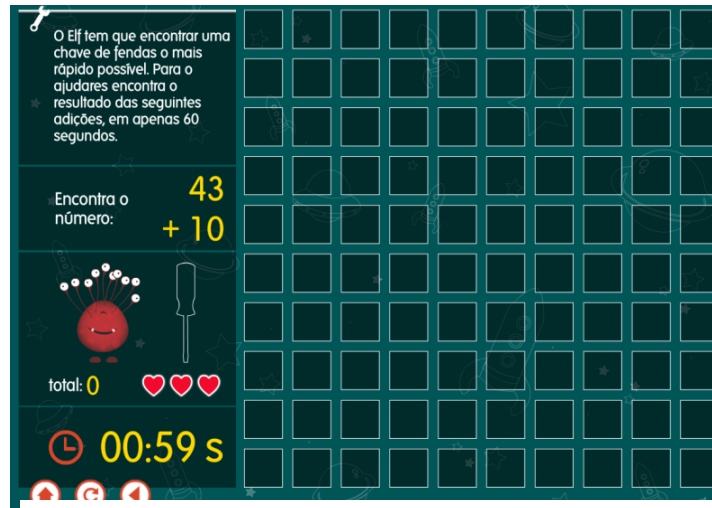 O Elf tem que encontrar uma
chave de fendas o mais
rápido possível. Para o
ajudares encontra o
resultado das seguintes
adições, em apenas 60
segundos.
Encontra o
número:
43
+ 10
total: 0
00:59 s